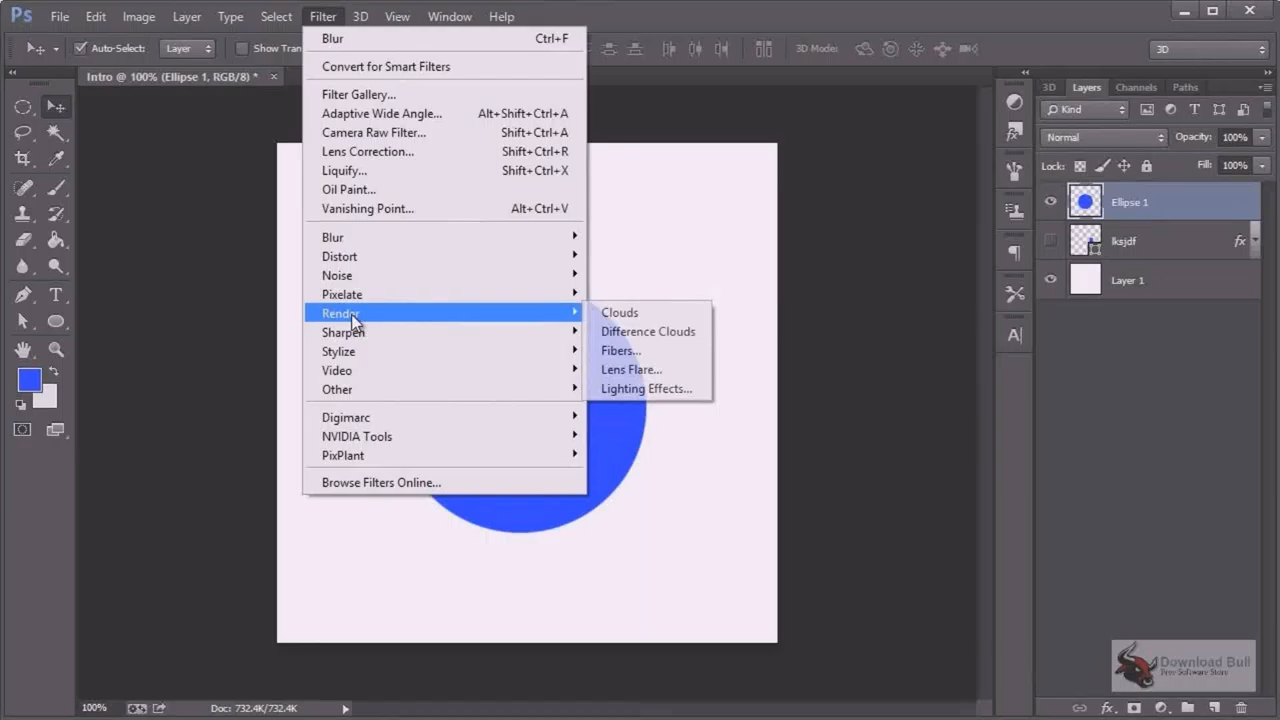 Ps File Edit Image Layer Type Select Filter 3D View Window Help
Auto-Select: Layer Show Tran 3D Mode: 3D
Intro @ 100% (Ellipse 1, RGB/8) * ×
Blur Ctrl+F
Convert for Smart Filters
Filter Gallery...
Adaptive Wide Angle... Alt+Shift+Ctrl+A
Camera Raw Filter... Shift+Ctrl+A
Lens Correction... Shift+Ctrl+R
Liquify... Shift+Ctrl+X
Oil Paint...
Vanishing Point... Alt+Ctrl+V
Blur
Distort
Noise
Pixelate
Render
Sharpen
Stylize
Video
Other
Digimarc
NVIDIA Tools
PixPlant
Browse Filters Online...
Clouds
Difference Clouds
Fibers...
Lens Flare...
Lighting Effects...
3D Layers Channels Paths
Kind
Normal Opacity: 100%
Lock: Fill: 100%
Ellipse 1
lksjdf fx
Layer 1
100% Doc: 732.4K/732.4K
Download Bull
Free Software Store